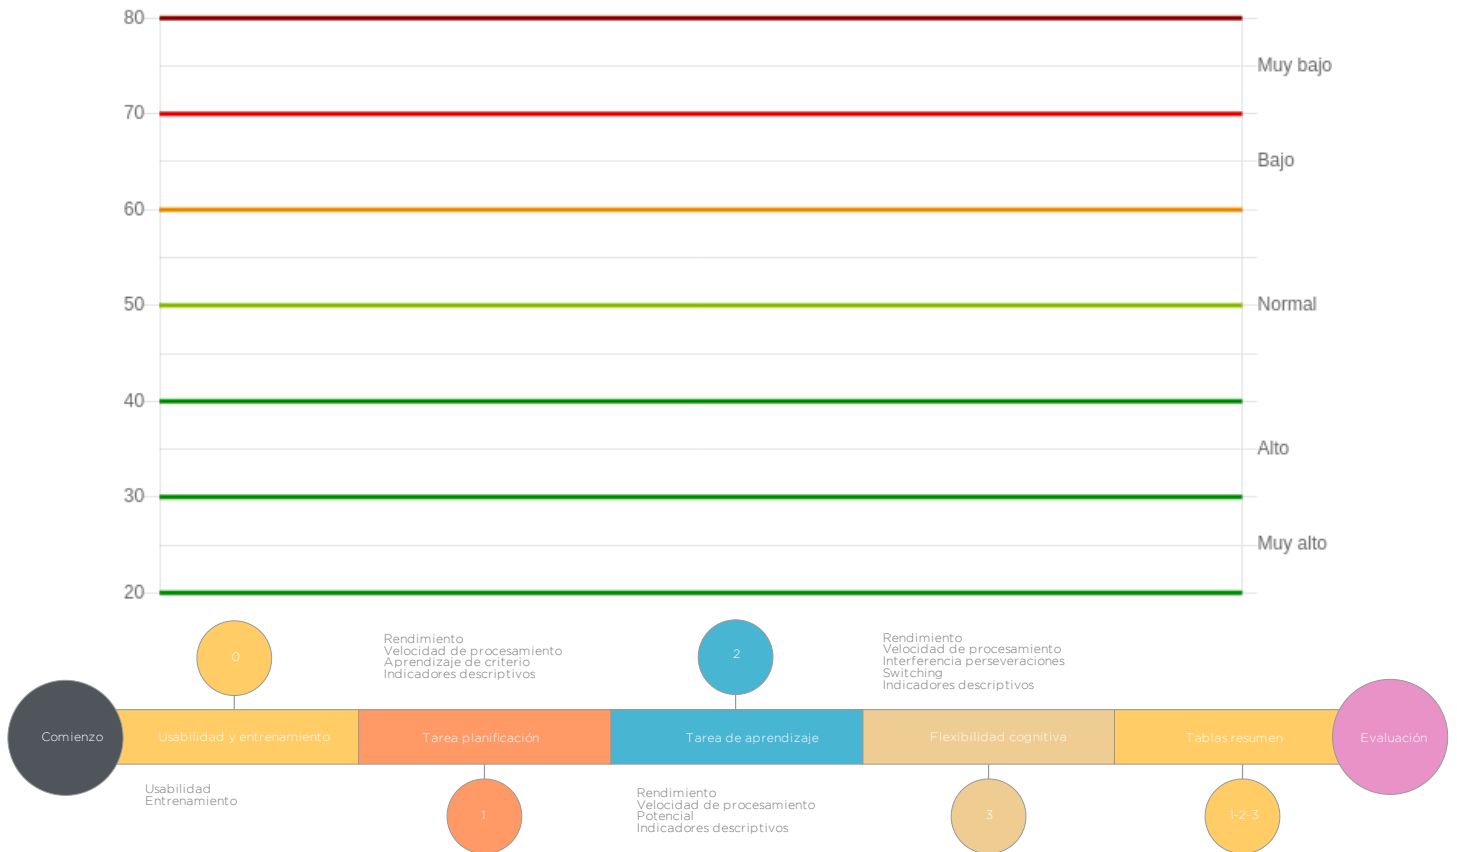 80
Muy bajo
70
Bajo
60
50
Normal
40
Alto
30
Muy alto
20
0
Rendimiento
Velocidad de procesamiento
Aprendizaje de criterio
Indicadores descriptivos
2
Rendimiento
Velocidad de procesamiento
Interferencia perseveraciones
Switching
Indicadores descriptivos
Comienzo
Usabilidad y entrenamiento
Tarea planificación
Tarea de aprendizaje
Flexibilidad cognitiva
Tablas resumen
Evaluación
Usabilidad
Entrenamiento
1
Rendimiento
Velocidad de procesamiento
Potencial
Indicadores descriptivos
3
1-2-3